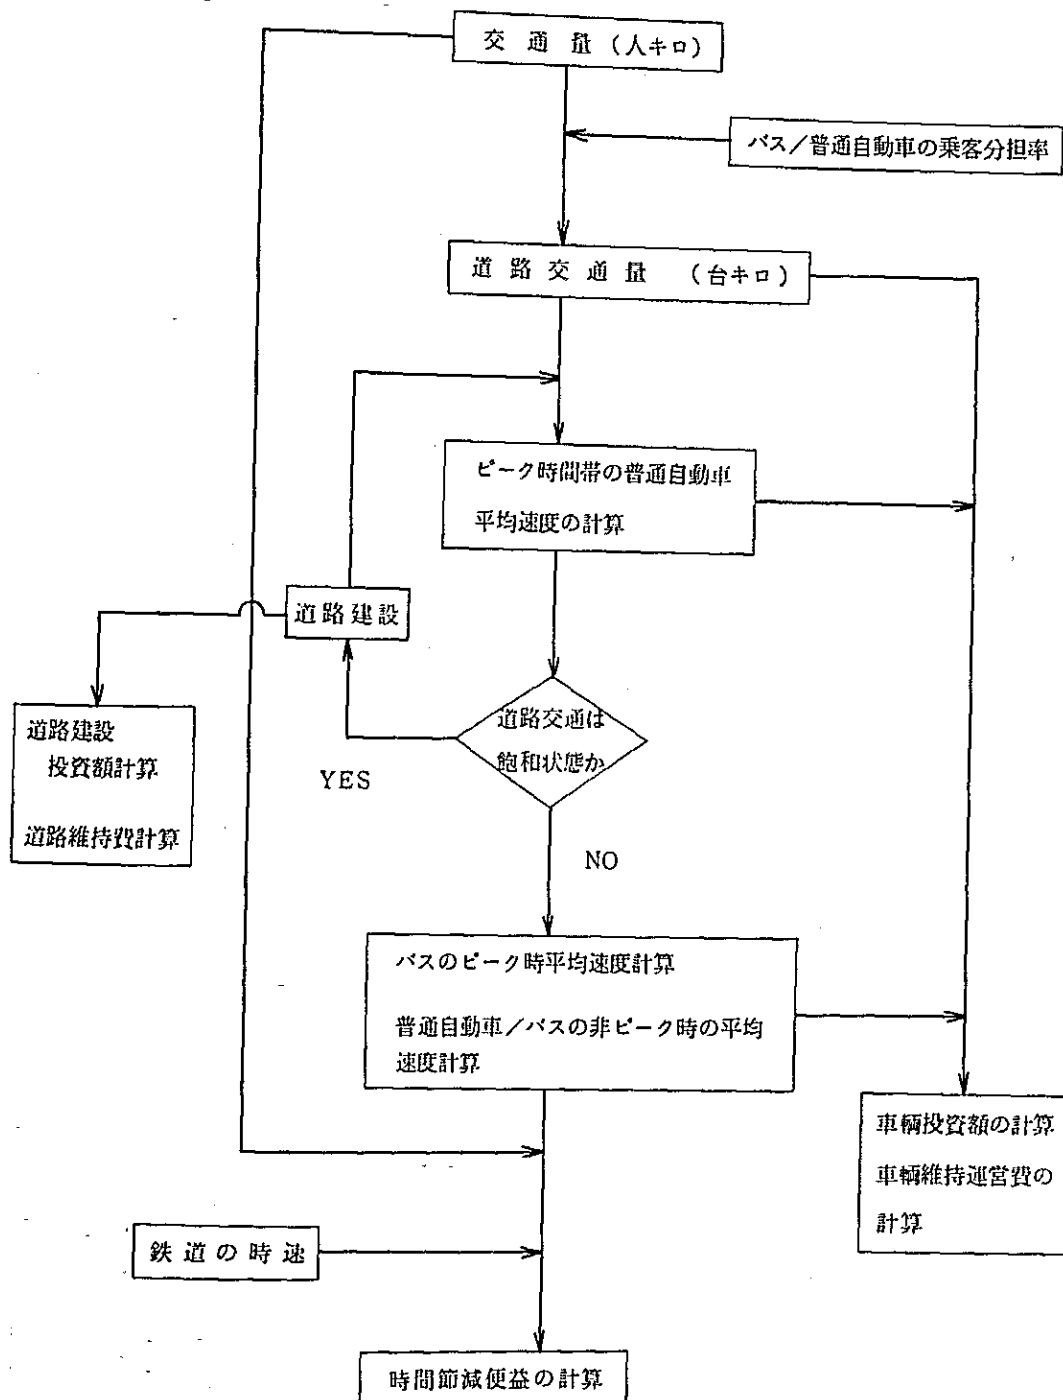 交通量（人キロ）
バス／普通自動車の乗客分担率
道路交通量（台キロ）
ピーク時間帯の普通自動車
平均速度の計算
道路建設
道路交通は
飽和状態か
YES
道路建設
投資額計算
道路維持費計算
NO
バスのピーク時平均速度計算
普通自動車／バスの非ピーク時の平均
速度計算
車輌投資額の計算
車輌維持運営費の
計算
鉄道の時速
時間節減便益の計算